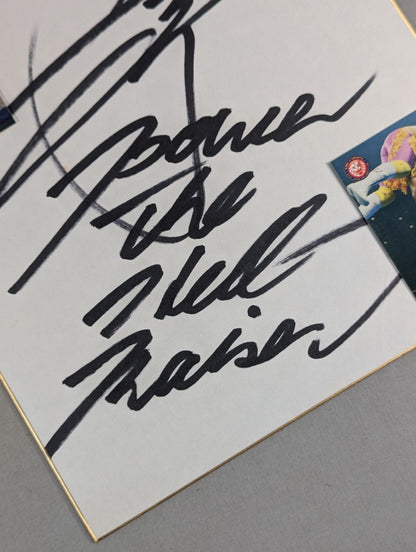 Power
The
Hell
Raiser